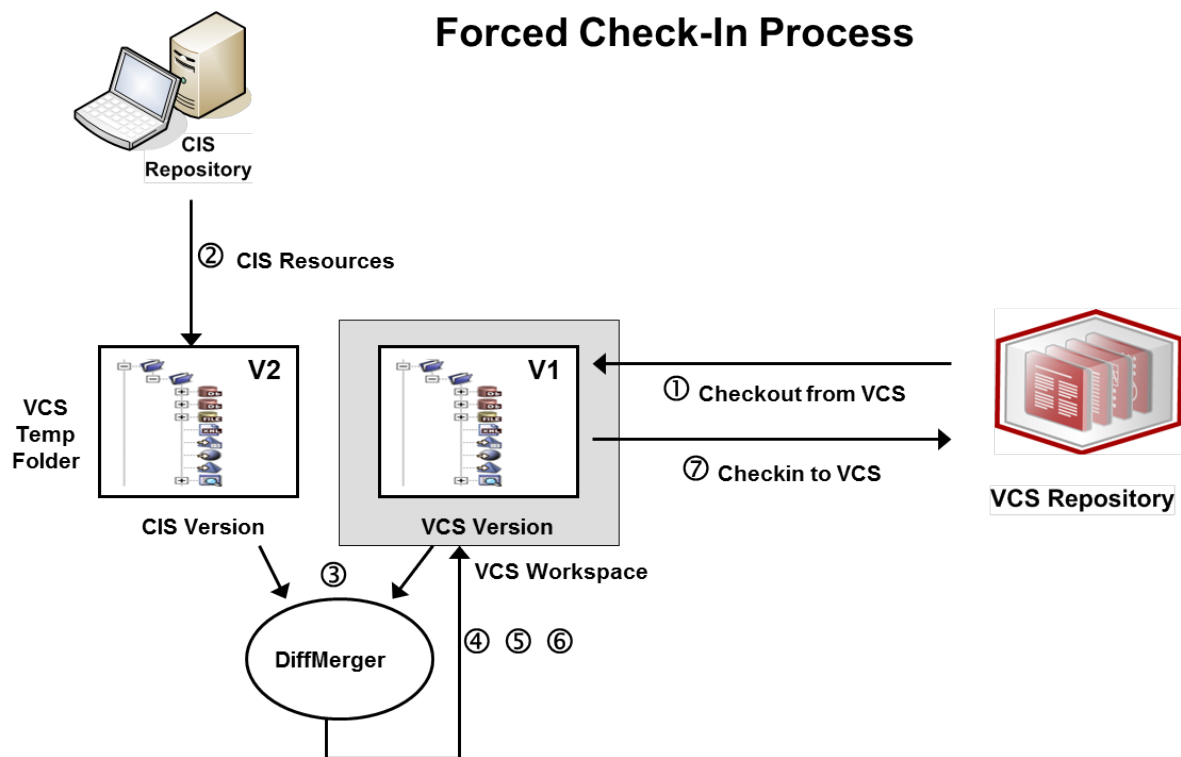 Forced Check-In Process
CIS
Repository
② CIS Resources
V2
V1
① Checkout from VCS
VCS
Temp
Folder
⑦ Checkin to VCS
VCS Repository
CIS Version
VCS Version
③
VCS Workspace
④ ⑤ ⑥
DiffMerger